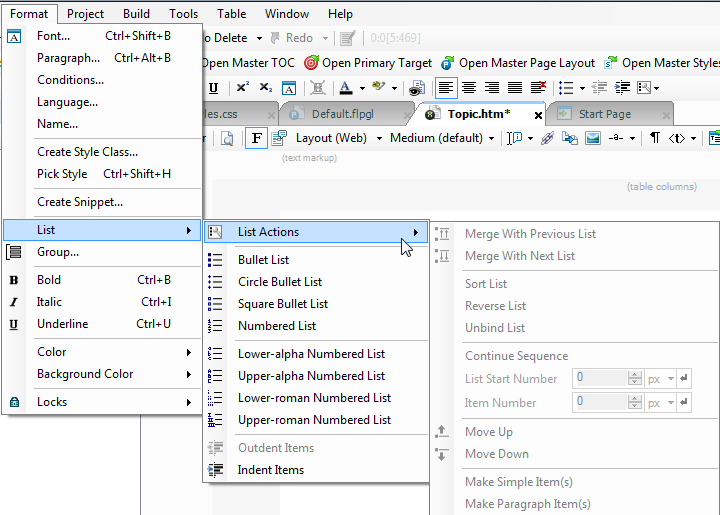 Format Project Build Tools Table Window Help
Font... Ctrl+Shift+B
Paragraph... Ctrl+Alt+B
Conditions...
Language...
Name...
Create Style Class...
Pick Style Ctrl+Shift+H
Create Snippet...
List
Group...
Bold Ctrl+B
Italic Ctrl+I
Underline Ctrl+U
Color
Background Color
Locks
o Delete Redo 0:0[5:469]
Open Master TOC Open Primary Target Open Master Page Layout Open Master Styles
les.css Default.flpgl Topic.htm* Start Page
Layout (Web) Medium (default)
(text markup)
(table columns)
List Actions
Bullet List
Circle Bullet List
Square Bullet List
Numbered List
Lower-alpha Numbered List
Upper-alpha Numbered List
Lower-roman Numbered List
Upper-roman Numbered List
Outdent Items
Indent Items
Merge With Previous List
Merge With Next List
Sort List
Reverse List
Unbind List
Continue Sequence
List Start Number 0 px
Item Number 0 px
Move Up
Move Down
Make Simple Item(s)
Make Paragraph Item(s)